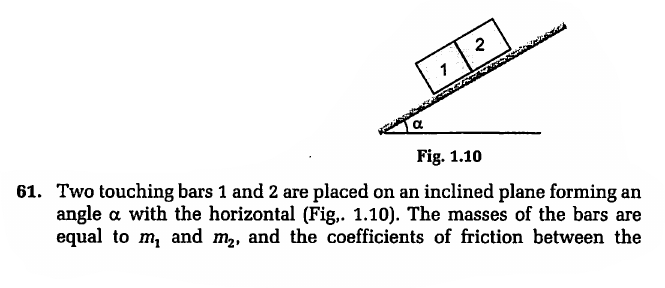 2
1
α
Fig. 1.10
61. Two touching bars 1 and 2 are placed on an inclined plane forming an
angle α with the horizontal (Fig,. 1.10). The masses of the bars are
equal to m₁ and m₂, and the coefficients of friction between the